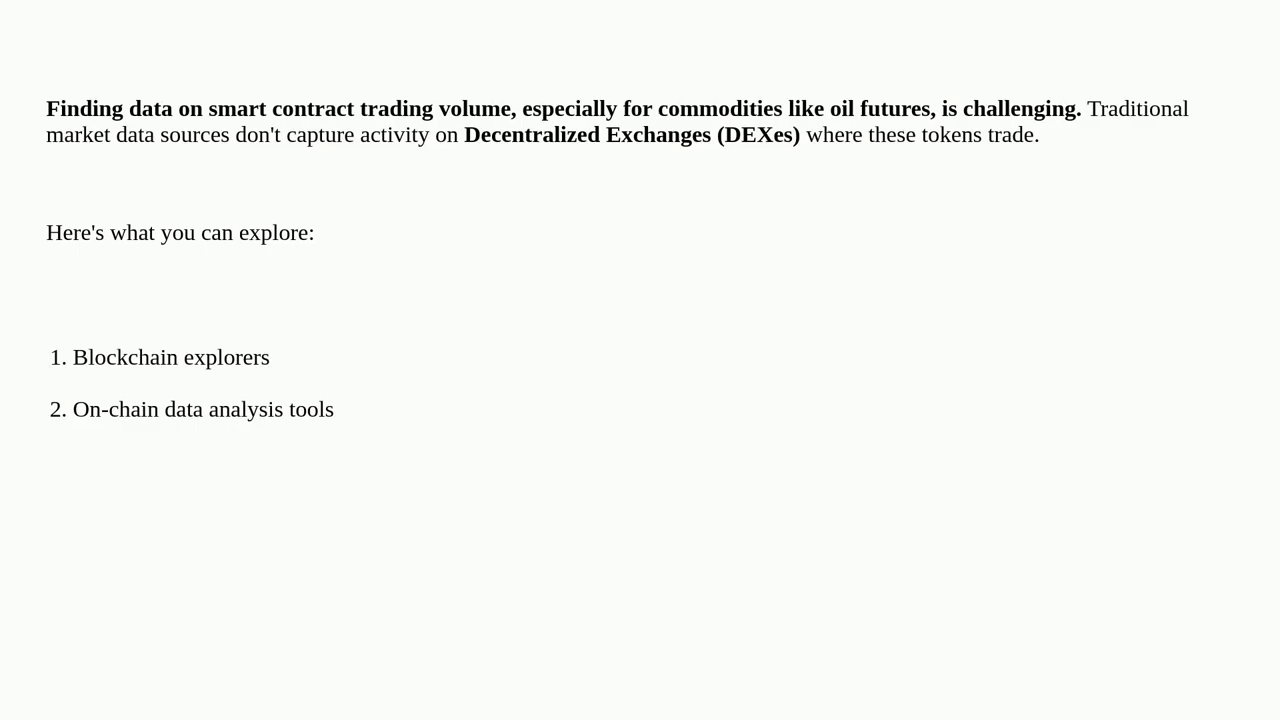 Finding data on smart contract trading volume, especially for commodities like oil futures, is challenging. Traditional
market data sources don't capture activity on Decentralized Exchanges (DEXes) where these tokens trade.
Here's what you can explore:
1. Blockchain explorers
2. On-chain data analysis tools